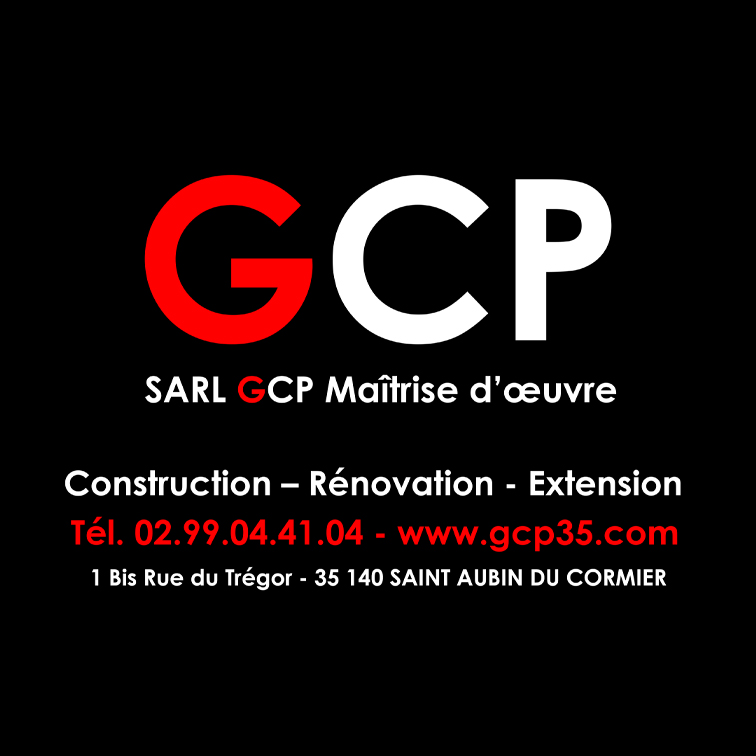 GCP
SARL GCP Maîtrise d’œuvre
Construction – Rénovation - Extension
Tél. 02.99.04.41.04 - www.gcp35.com
1 Bis Rue du Trégor - 35 140 SAINT AUBIN DU CORMIER